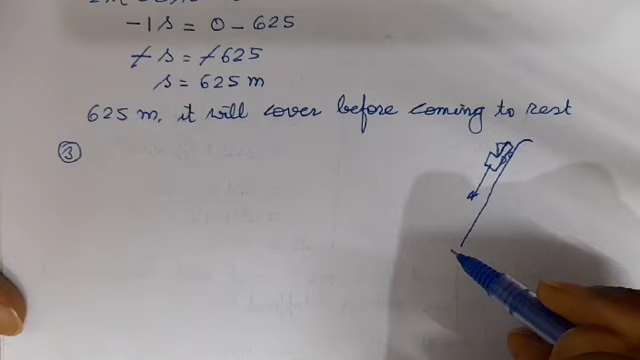 -1s = 0 - 625
-s = -625
s = 625 m
625 m, it will cover before coming to rest
③